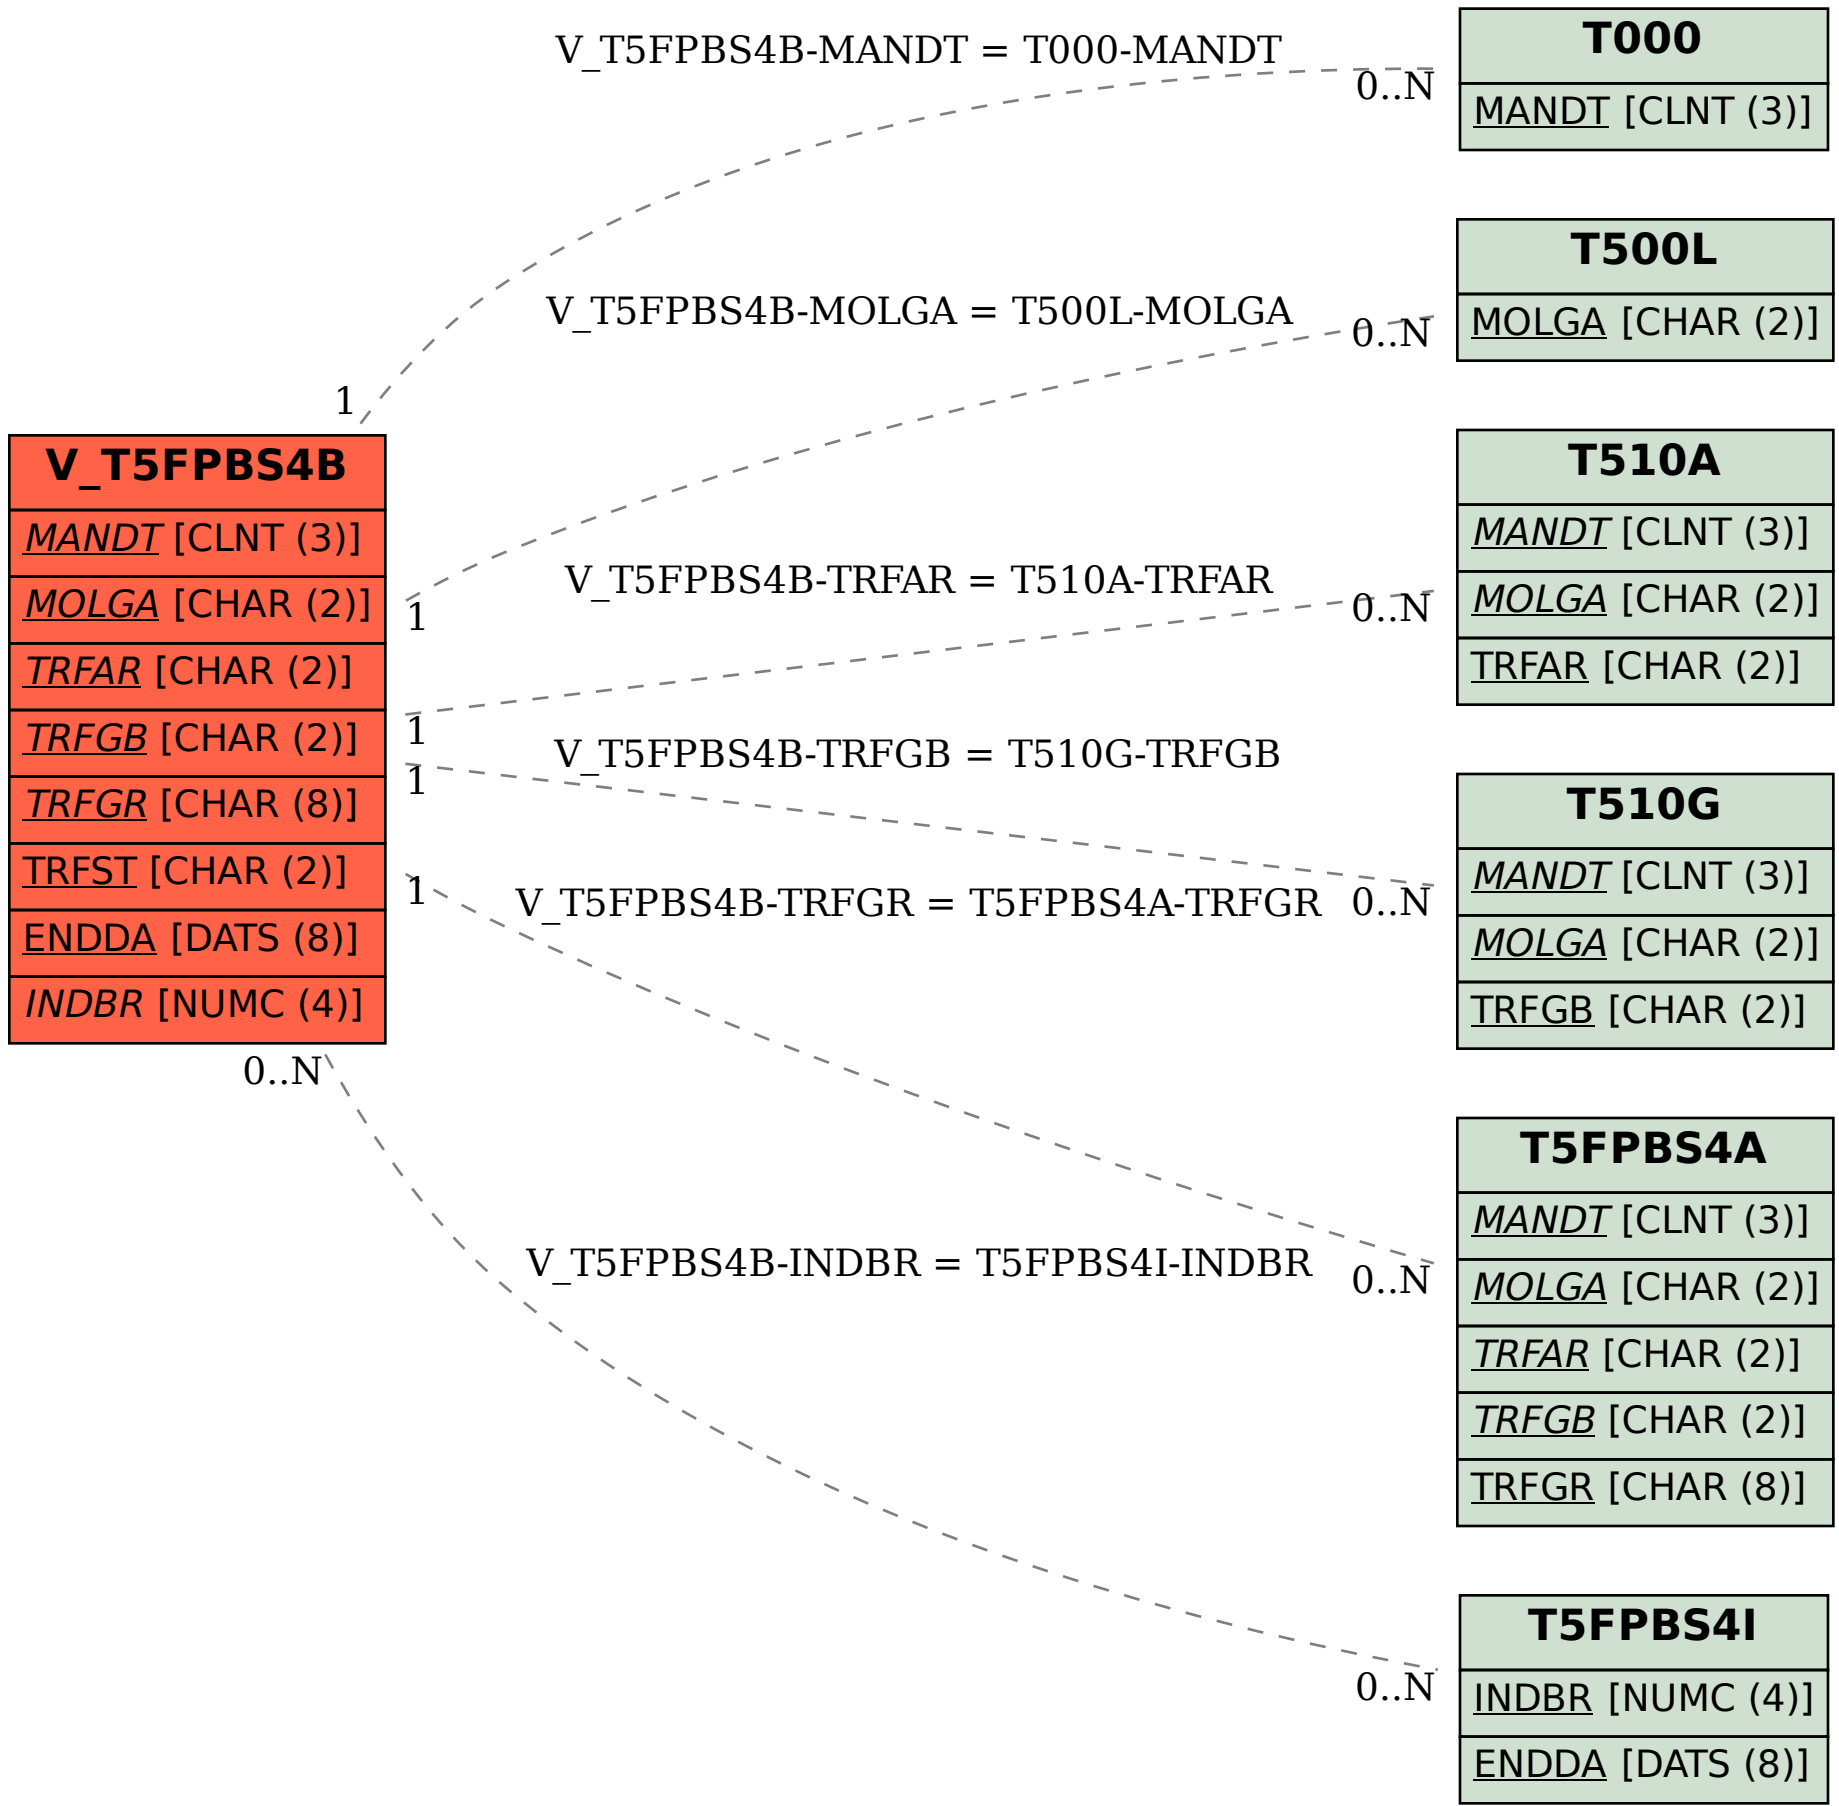 V_T5FPBS4B-MANDT = T000-MANDT
0..N
1
V_T5FPBS4B-MOLGA = T500L-MOLGA
0..N
1
V_T5FPBS4B-TRFAR = T510A-TRFAR
0..N
1
V_T5FPBS4B-TRFGB = T510G-TRFGB
1
0..N
V_T5FPBS4B-TRFGR = T5FPBS4A-TRFGR
1
0..N
V_T5FPBS4B-INDBR = T5FPBS4I-INDBR
0..N
0..N
V_T5FPBS4B
MANDT [CLNT (3)]
MOLGA [CHAR (2)]
TRFAR [CHAR (2)]
TRFGB [CHAR (2)]
TRFGR [CHAR (8)]
TRFST [CHAR (2)]
ENDDA [DATS (8)]
INDBR [NUMC (4)]
T000
MANDT [CLNT (3)]
T500L
MOLGA [CHAR (2)]
T510A
MANDT [CLNT (3)]
MOLGA [CHAR (2)]
TRFAR [CHAR (2)]
T510G
MANDT [CLNT (3)]
MOLGA [CHAR (2)]
TRFGB [CHAR (2)]
T5FPBS4A
MANDT [CLNT (3)]
MOLGA [CHAR (2)]
TRFAR [CHAR (2)]
TRFGB [CHAR (2)]
TRFGR [CHAR (8)]
T5FPBS4I
INDBR [NUMC (4)]
ENDDA [DATS (8)]